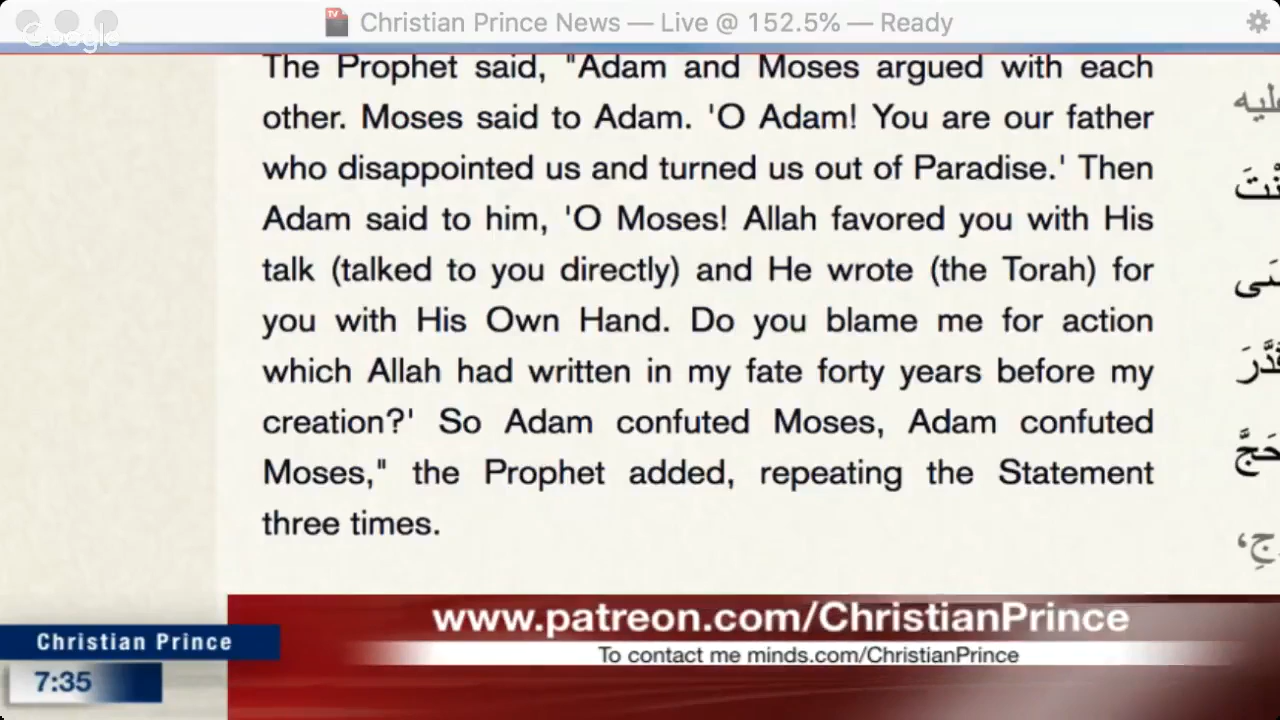 Christian Prince News — Live @ 152.5% — Ready
Google
The Prophet said, "Adam and Moses argued with each
other. Moses said to Adam. 'O Adam! You are our father
who disappointed us and turned us out of Paradise.' Then
Adam said to him, 'O Moses! Allah favored you with His
talk (talked to you directly) and He wrote (the Torah) for
you with His Own Hand. Do you blame me for action
which Allah had written in my fate forty years before my
creation?' So Adam confuted Moses, Adam confuted
Moses," the Prophet added, repeating the Statement
three times.
www.patreon.com/ChristianPrince
To contact me minds.com/ChristianPrince
Christian Prince
7:35